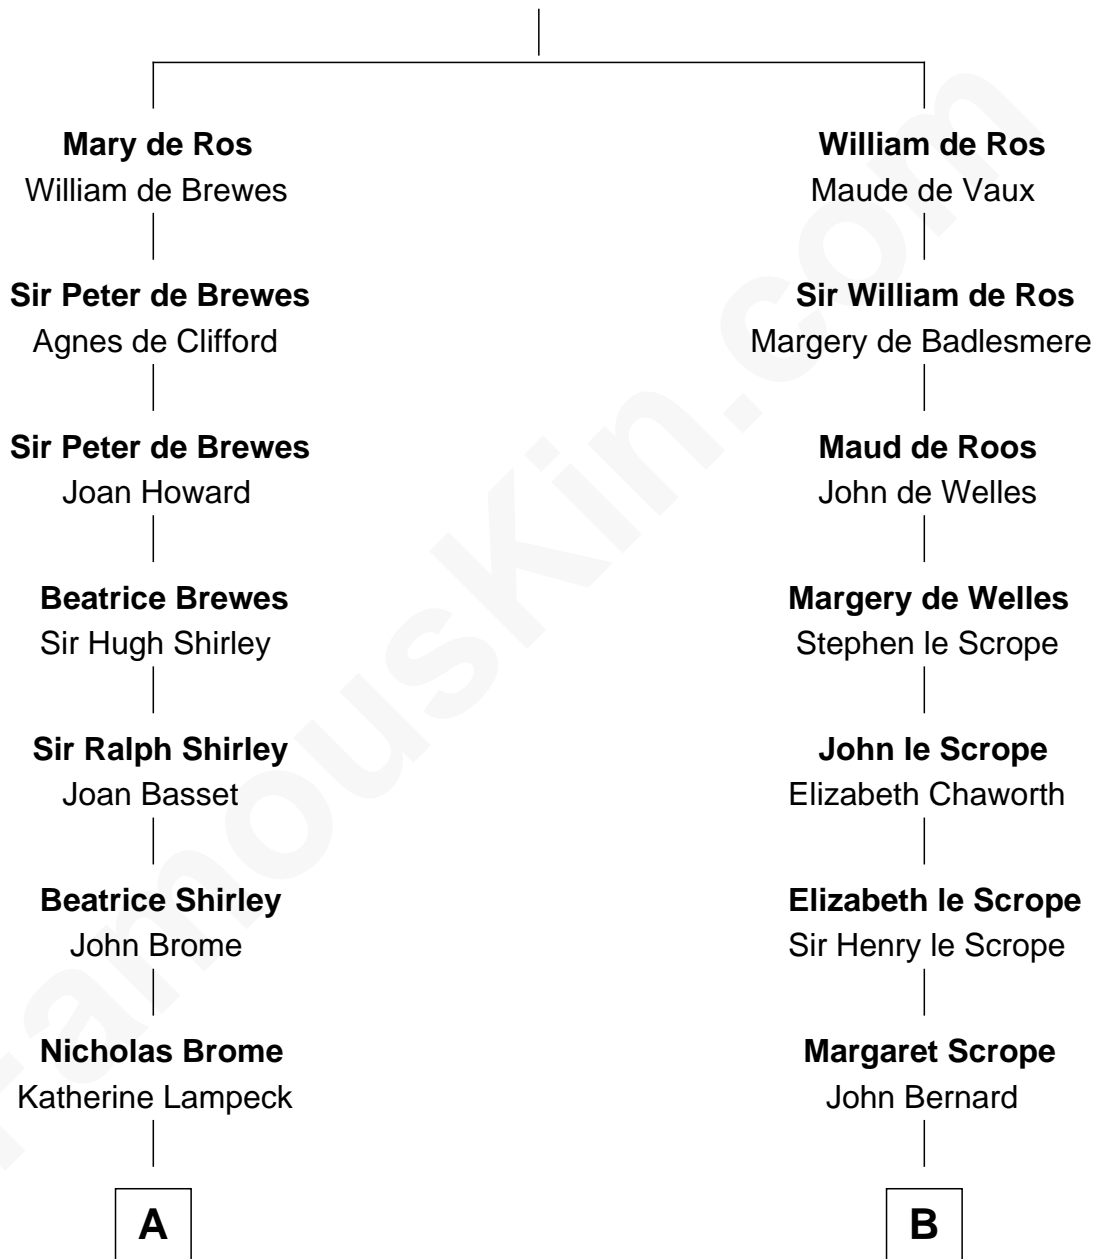 Mary de Ros
William de Brewes
Sir Peter de Brewes
Agnes de Clifford
Sir Peter de Brewes
Joan Howard
Beatrice Brewes
Sir Hugh Shirley
Sir Ralph Shirley
Joan Basset
Beatrice Shirley
John Brome
Nicholas Brome
Katherine Lampeck
A
William de Ros
Maude de Vaux
Sir William de Ros
Margery de Badlesmere
Maud de Roos
John de Welles
Margery de Welles
Stephen le Scrope
John le Scrope
Elizabeth Chaworth
Elizabeth le Scrope
Sir Henry le Scrope
Margaret Scrope
John Bernard
B
FamousKin.com